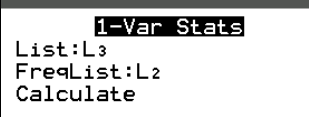 1-Var Stats
List:L₃
FreqList:L₂
Calculate